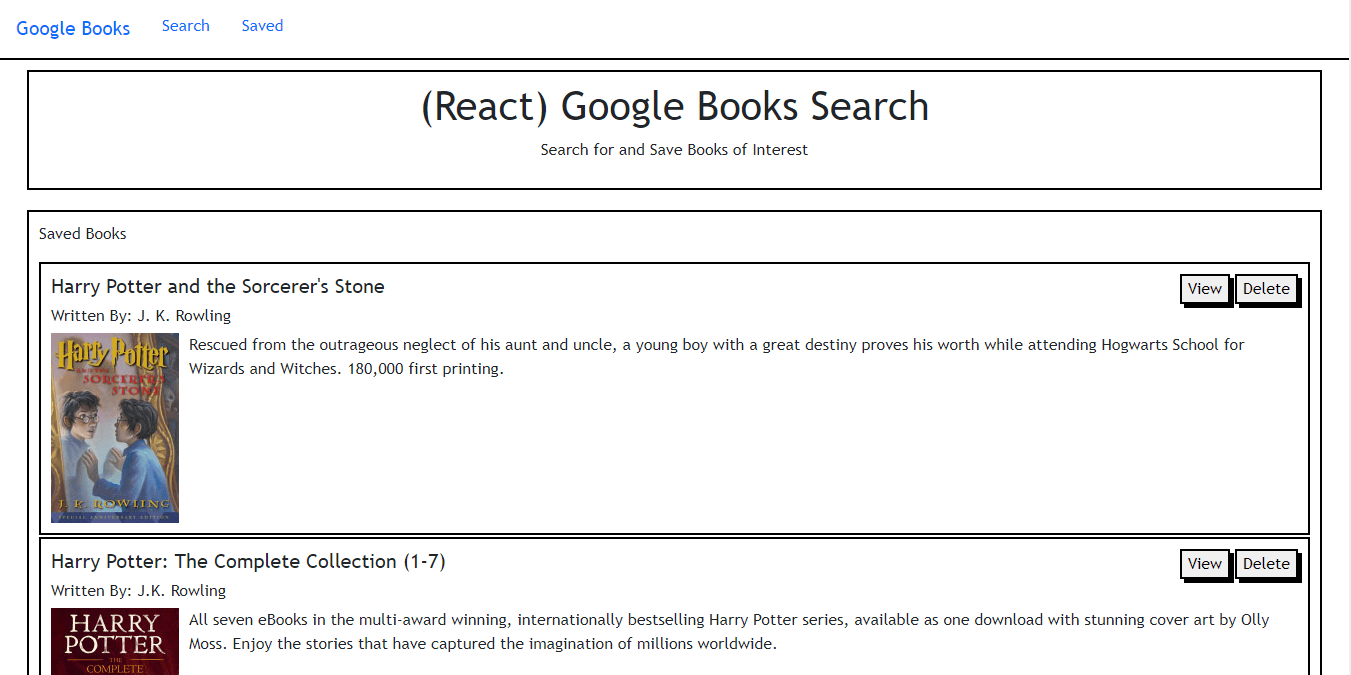 Google Books Search Saved
(React) Google Books Search
Search for and Save Books of Interest
Saved Books
Harry Potter and the Sorcerer's Stone
View Delete
Written By: J. K. Rowling
Rescued from the outrageous neglect of his aunt and uncle, a young boy with a great destiny proves his worth while attending Hogwarts School for
Wizards and Witches. 180,000 first printing.
Harry Potter
AND THE
SORCERER'S
STONE
J. K. ROWLING
SPECIAL ANNIVERSARY EDITION
Harry Potter: The Complete Collection (1-7)
View Delete
Written By: J.K. Rowling
All seven eBooks in the multi-award winning, internationally bestselling Harry Potter series, available as one download with stunning cover art by Olly
Moss. Enjoy the stories that have captured the imagination of millions worldwide.
HARRY
POTTER
THE
COMPLETE